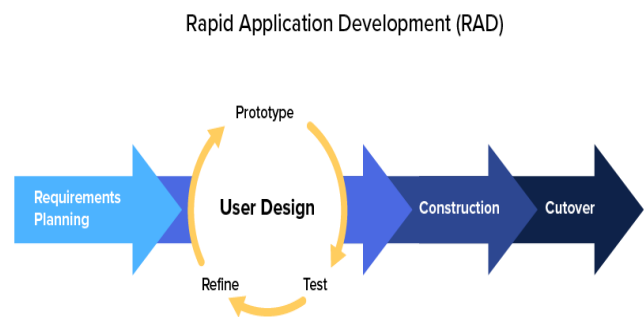 Rapid Application Development (RAD)
Prototype
Requirements
Planning
User Design
Construction
Cutover
Refine
Test